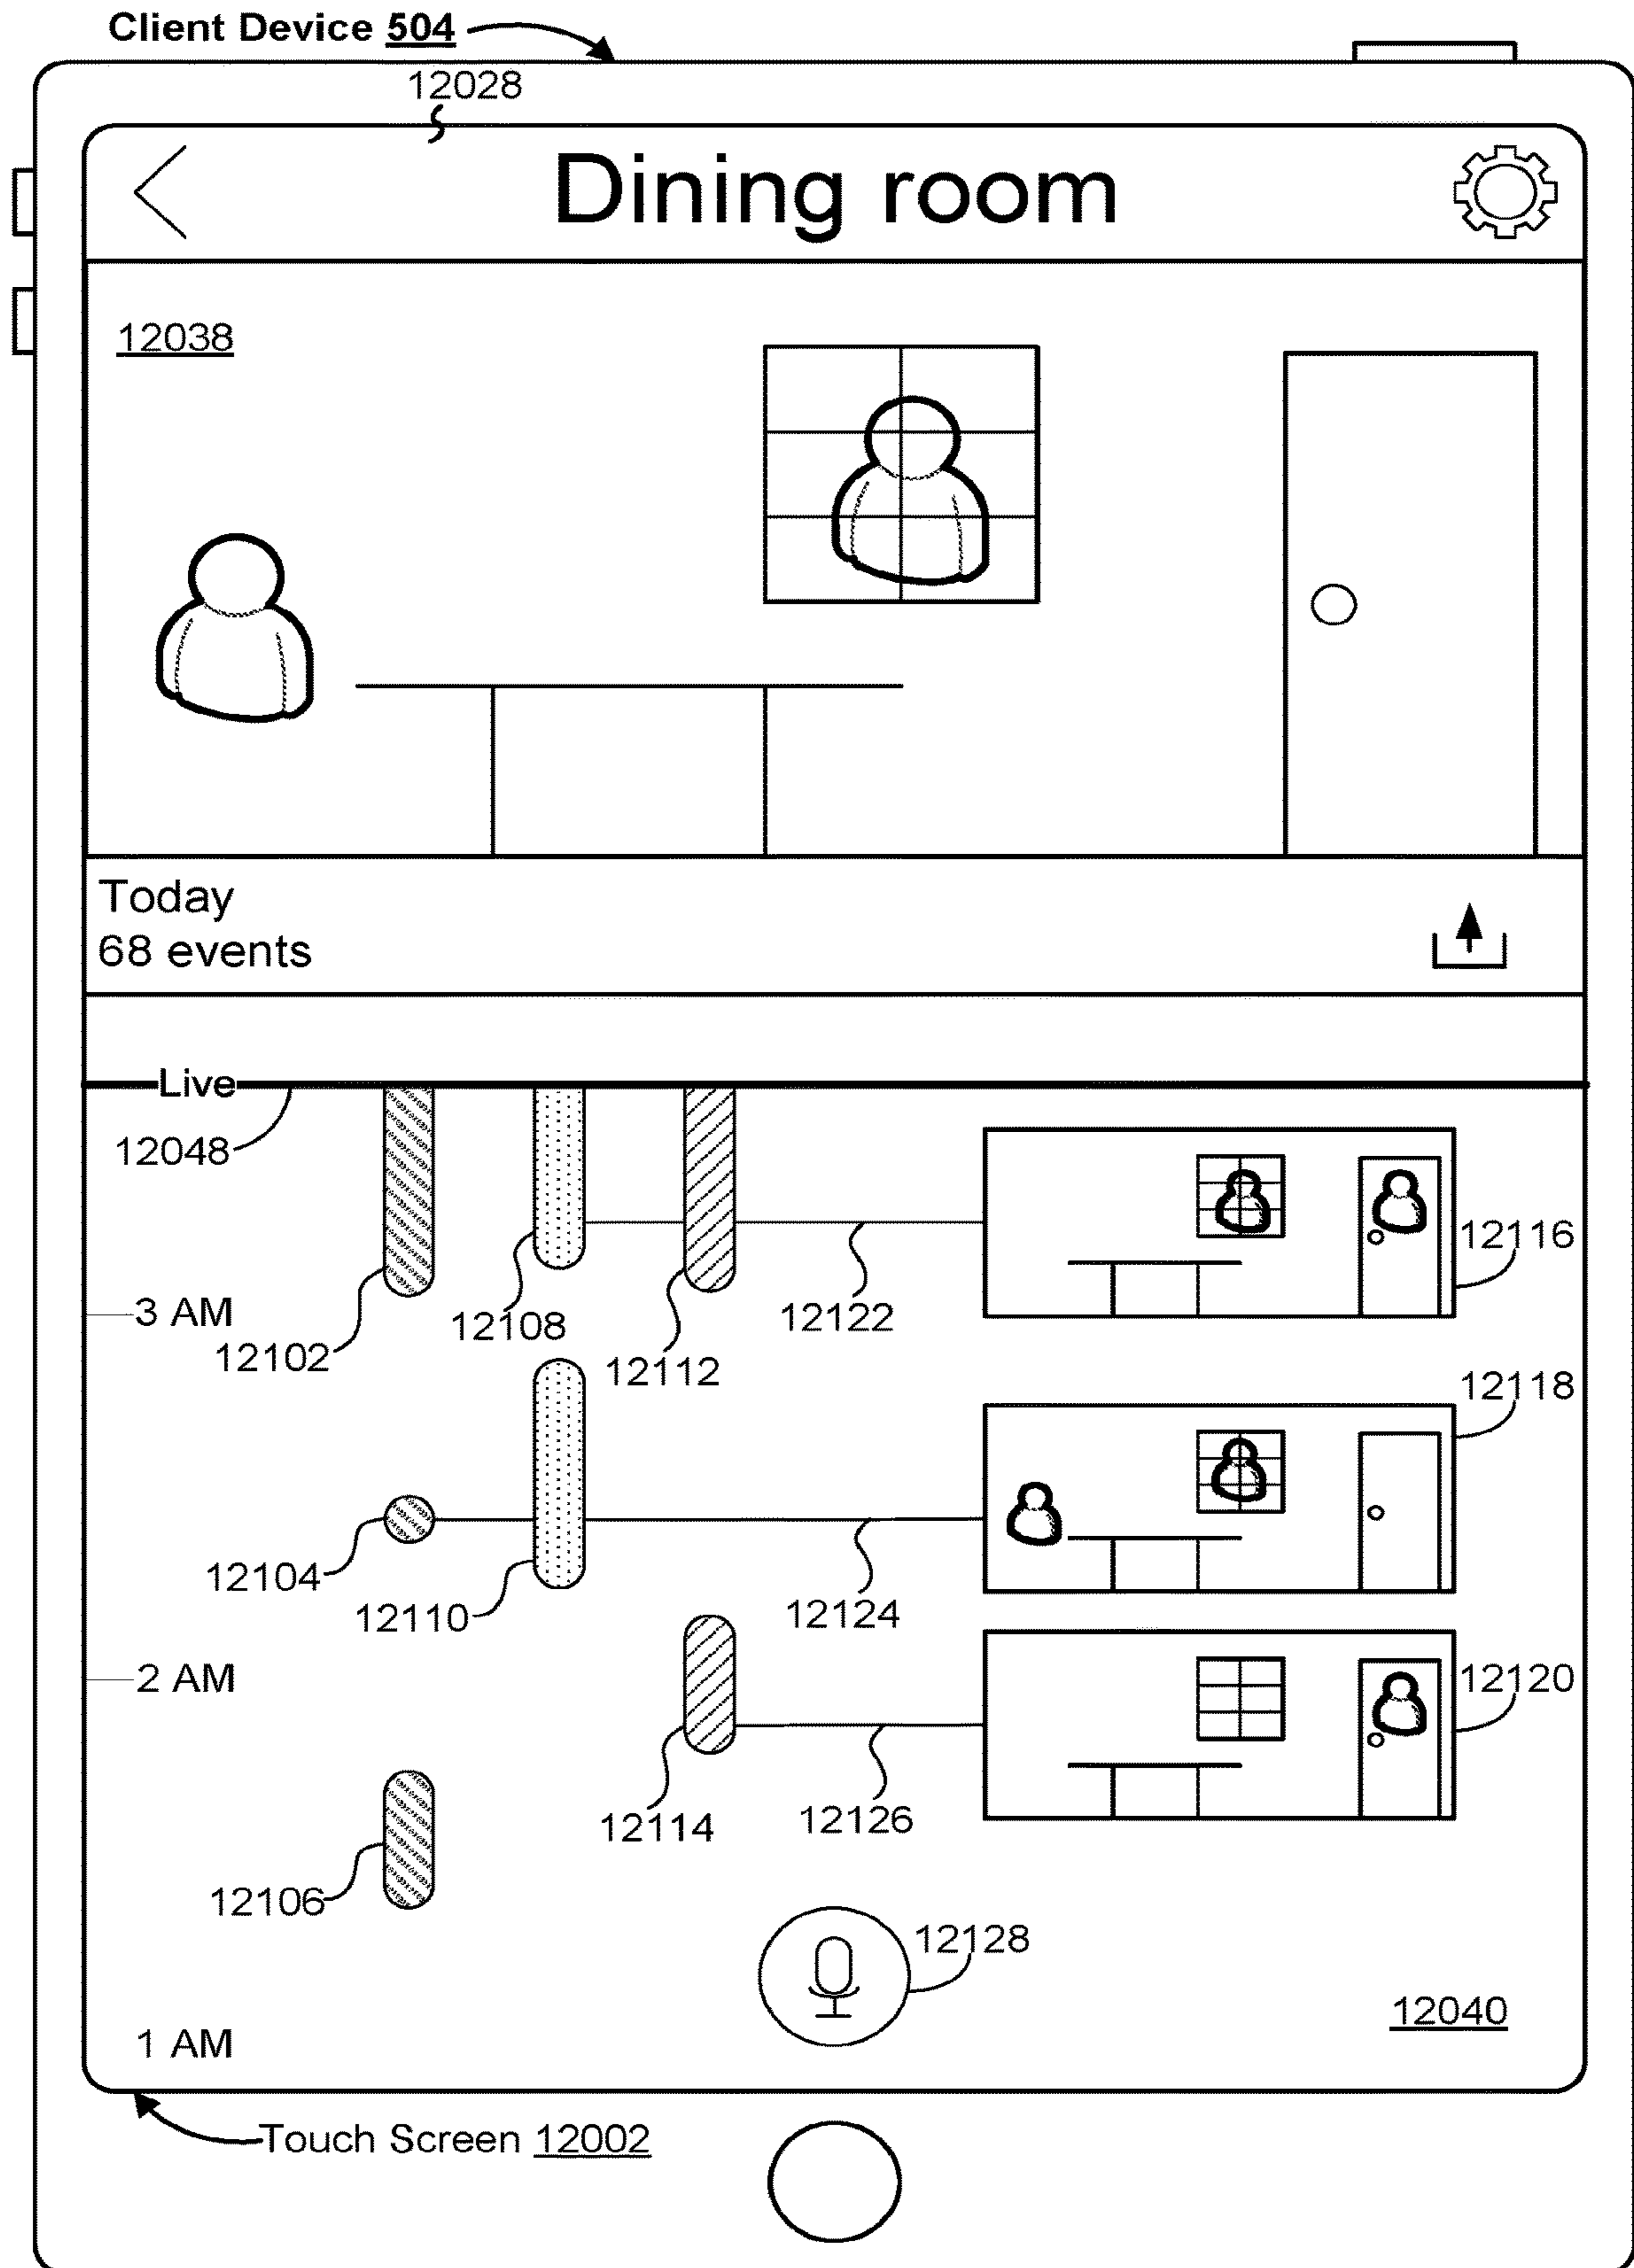 Client Device 504
12028
Dining room
12038
Today
68 events
Live
12048
12116
3 AM
12108
12122
12102
12112
12118
12104
12110
12124
2 AM
12120
12114
12126
12106
12128
12040
1 AM
Touch Screen 12002